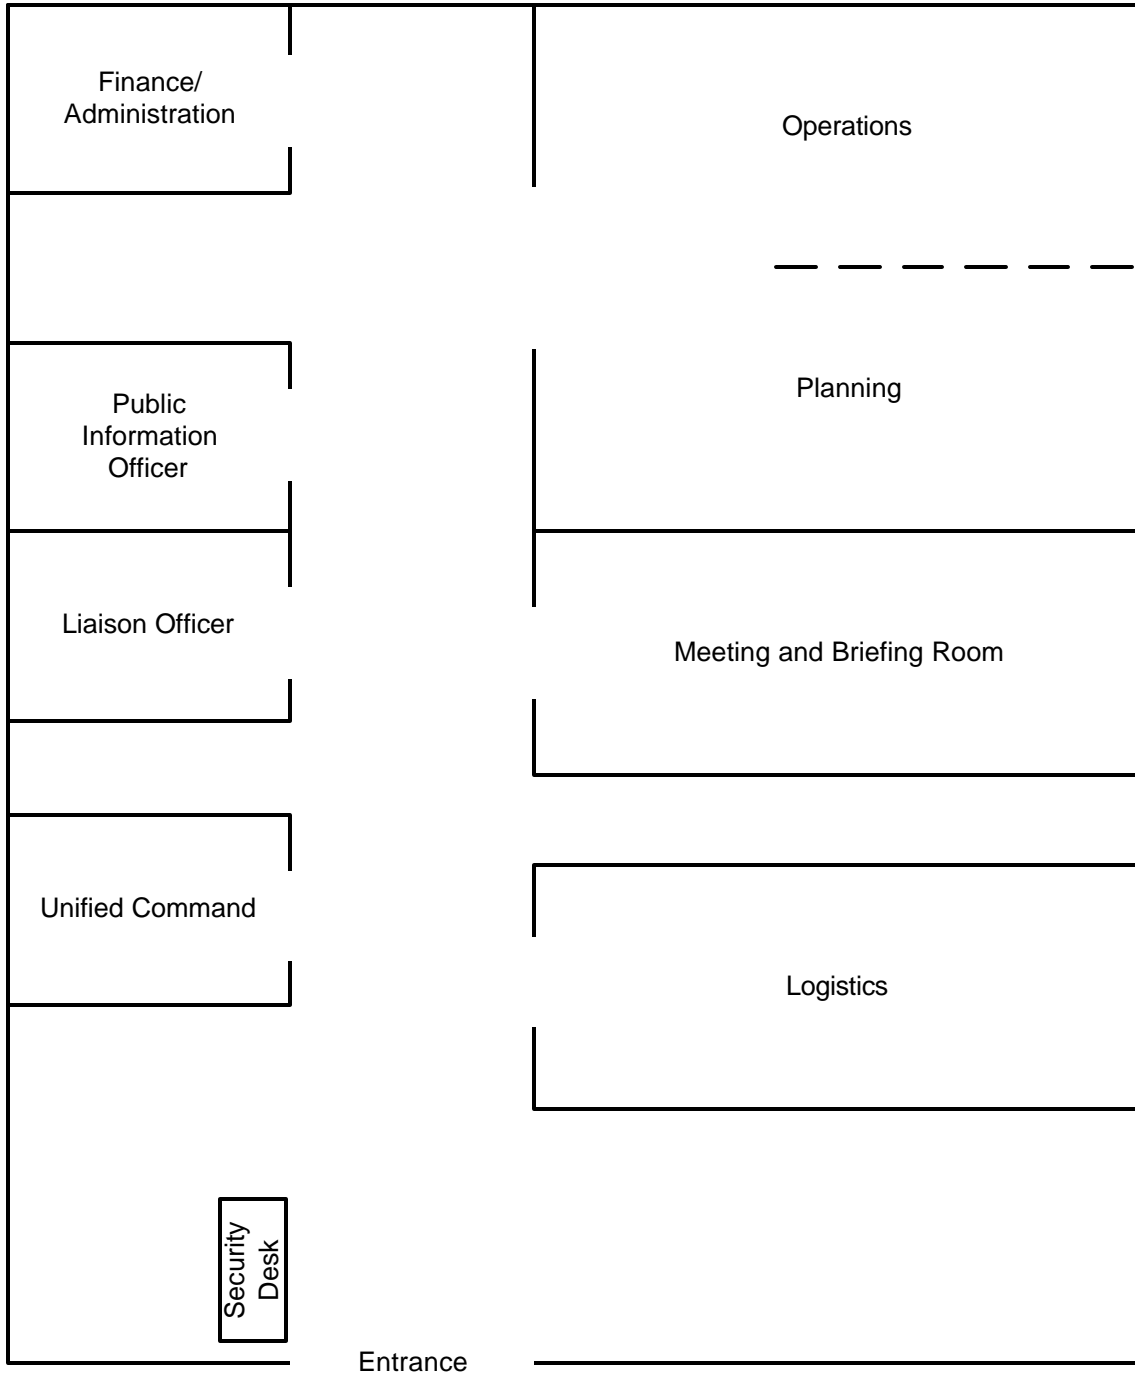 Finance/
Administration
Operations
Planning
Public
Information
Officer
Liaison Officer
Meeting and Briefing Room
Unified Command
Logistics
Security
Desk
Entrance